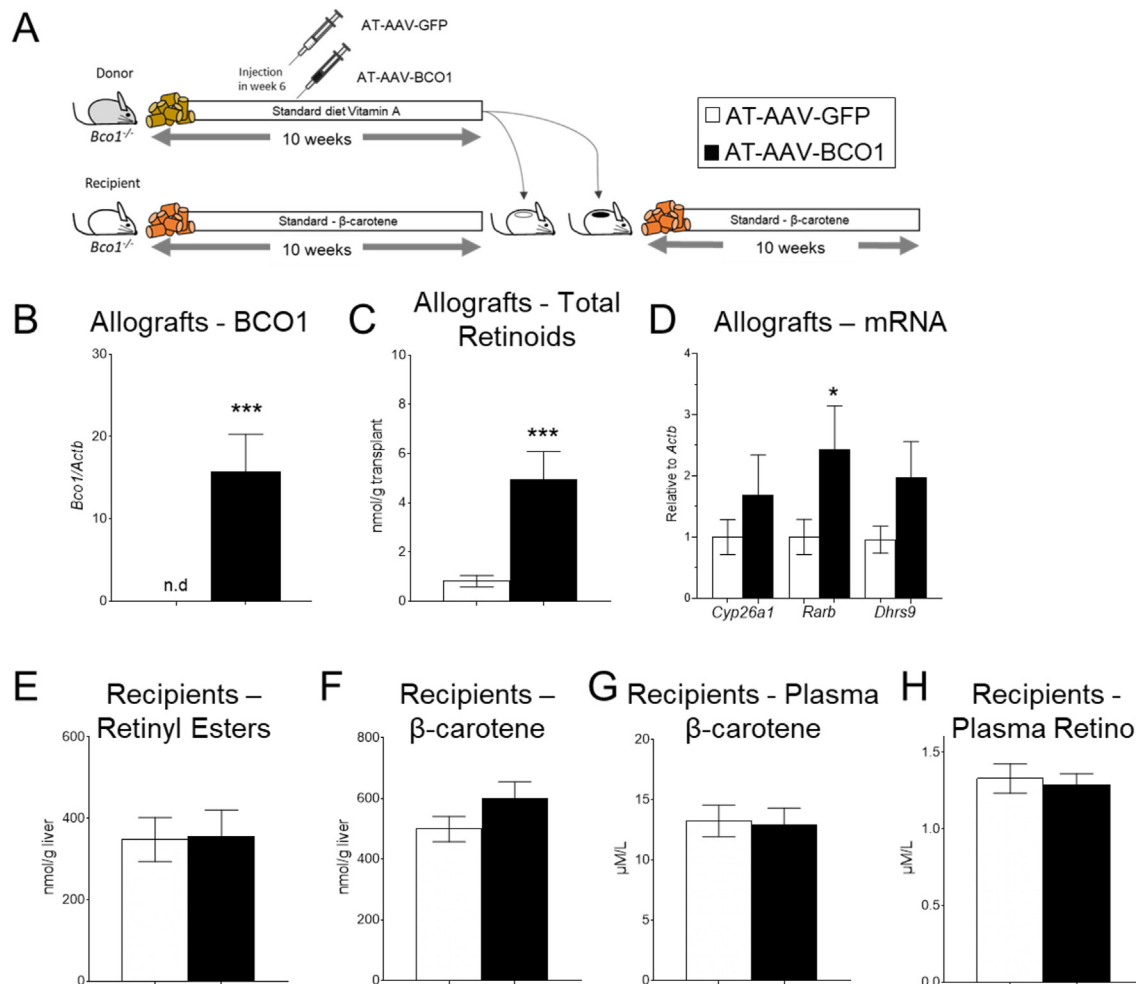 A
AT-AAV-GFP
Injection
in week 6
AT-AAV-BCO1
Donor
Standard diet Vitamin A
Bco1-/-
10 weeks
AT-AAV-GFP
AT-AAV-BCO1
Recipient
Standard - β-carotene
Standard - β-carotene
Bco1-/-
10 weeks
10 weeks
B
Allografts - BCO1
30
20
10
0
Bco1/Actb
n.d
***
C
Allografts - Total
Retinoids
10
8
6
4
2
0
nmol/g transplant
***
D
Allografts – mRNA
4
3
2
1
0
Relative to Actb
*
Cyp26a1 Rarb Dhrs9
E
Recipients –
Retinyl Esters
600
400
200
0
nmol/g liver
F
Recipients –
β-carotene
800
600
400
200
0
nmol/g liver
G
Recipients - Plasma
β-carotene
20
15
10
5
0
µM/L
H
Recipients -
Plasma Retino
1.5
1.0
0.5
0.0
µM/L